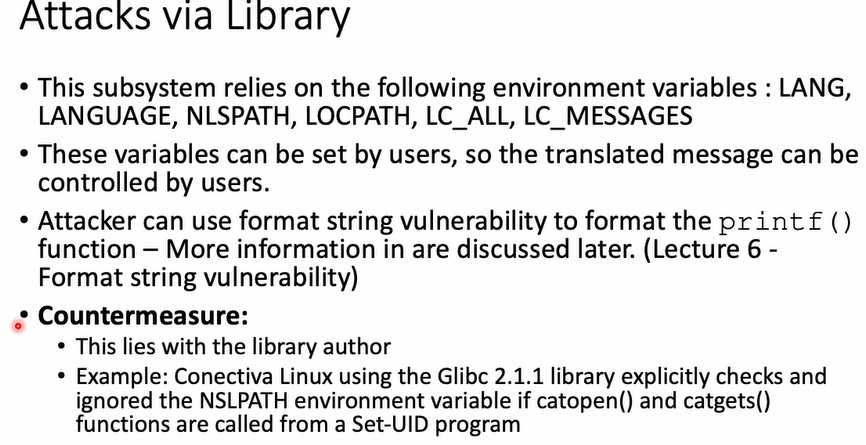 Attacks via Library
• This subsystem relies on the following environment variables : LANG,
LANGUAGE, NLSPATH, LOCPATH, LC_ALL, LC_MESSAGES
• These variables can be set by users, so the translated message can be
controlled by users.
• Attacker can use format string vulnerability to format the printf()
function – More information in are discussed later. (Lecture 6 -
Format string vulnerability)
• Countermeasure:
• This lies with the library author
• Example: Conectiva Linux using the Glibc 2.1.1 library explicitly checks and
ignored the NSLPATH environment variable if catopen() and catgets()
functions are called from a Set-UID program